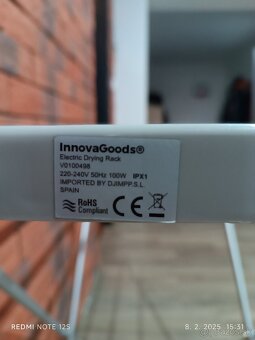 InnovaGoods®
Electric Drying Rack
V0100498
220-240V 50Hz 100W IPX1
IMPORTED BY DJIMPP.S.L.
SPAIN
RoHS
Compliant
CE
REDMI NOTE 12S
8. 2. 2025 15:31